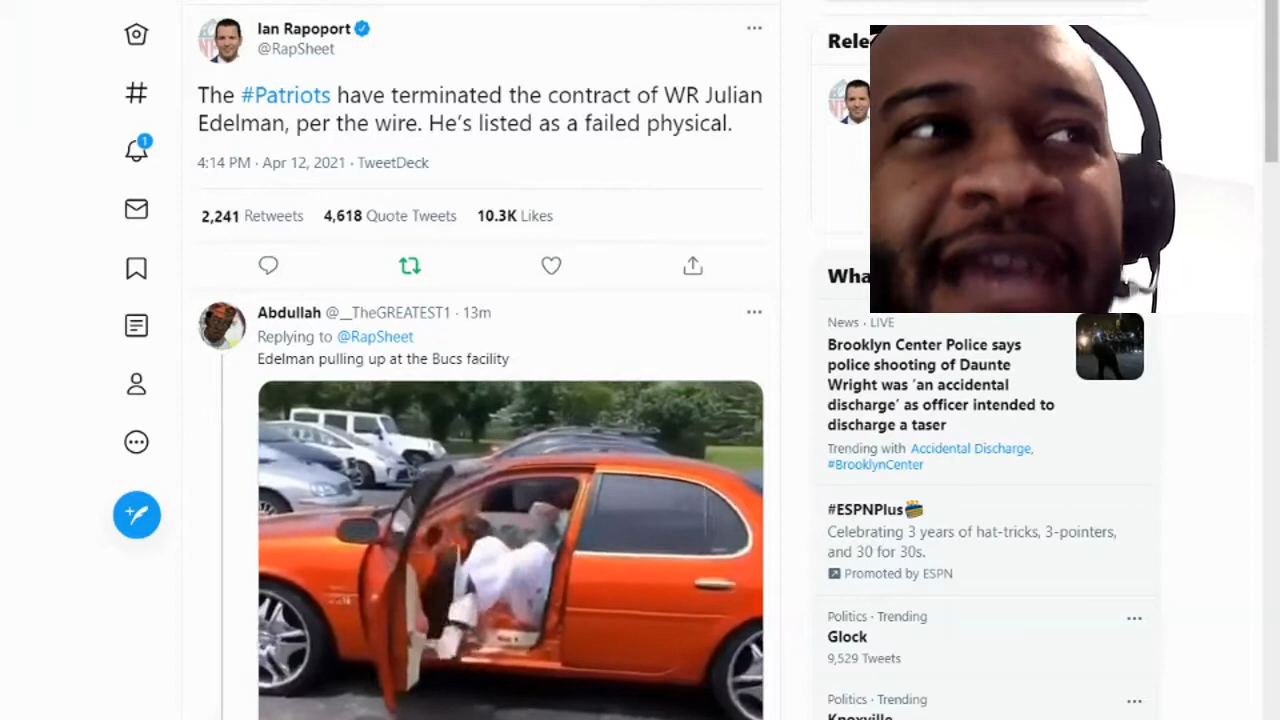 Ian Rapoport
@RapSheet
The #Patriots have terminated the contract of WR Julian
Edelman, per the wire. He's listed as a failed physical.
4:14 PM · Apr 12, 2021 · TweetDeck
2,241 Retweets 4,618 Quote Tweets 10.3K Likes
Abdullah @__TheGREATEST1 · 13m
Replying to @RapSheet
Edelman pulling up at the Bucs facility
1
Rele
Wha
News · LIVE
Brooklyn Center Police says
police shooting of Daunte
Wright was 'an accidental
discharge' as officer intended to
discharge a taser
Trending with Accidental Discharge,
#BrooklynCenter
#ESPNPlus
Celebrating 3 years of hat-tricks, 3-pointers,
and 30 for 30s.
Promoted by ESPN
Politics · Trending
Glock
9,529 Tweets
Politics · Trending
Knoxville